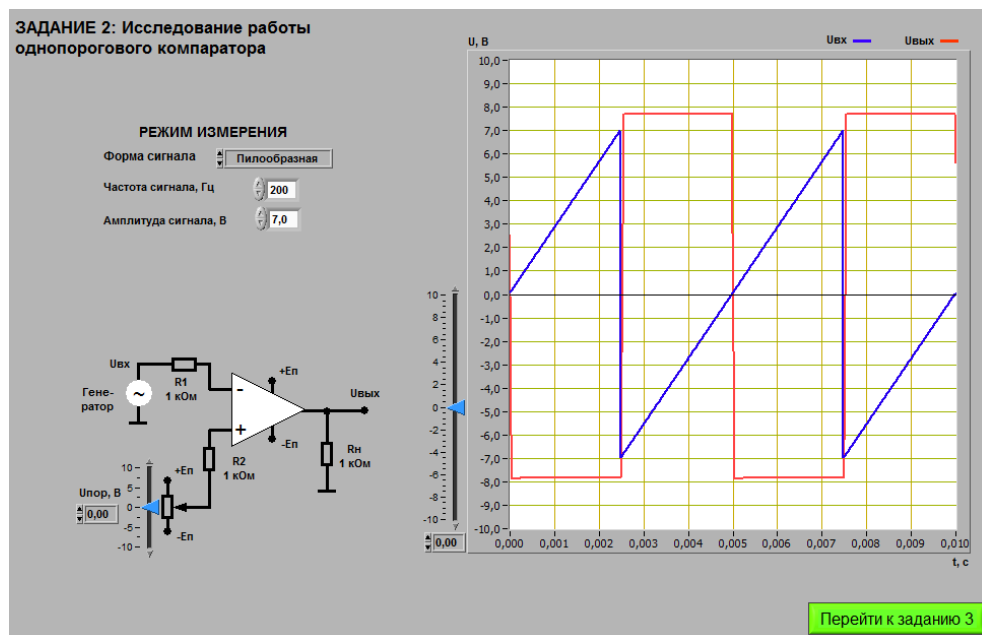 ЗАДАНИЕ 2: Исследование работы
однопорогового компаратора
РЕЖИМ ИЗМЕРЕНИЯ
Форма сигнала
Пилообразная
Частота сигнала, Гц
200
Амплитуда сигнала, В
7,0
Uвх
R1
1 кОм
Гене-
ратор
~
-
+
+Eп
-Eп
Uвых
Rн
1 кОм
R2
1 кОм
Uпор, В
0,00
10
5
0
-5
-10
+Eп
-Eп
10
8
6
4
2
0
-2
-4
-6
-8
-10
0,00
U, В
Uвх
Uвых
10,0
9,0
8,0
7,0
6,0
5,0
4,0
3,0
2,0
1,0
0,0
-1,0
-2,0
-3,0
-4,0
-5,0
-6,0
-7,0
-8,0
-9,0
-10,0
0,000 0,001 0,002 0,003 0,004 0,005 0,006 0,007 0,008 0,009 0,010
t, с
Перейти к заданию 3